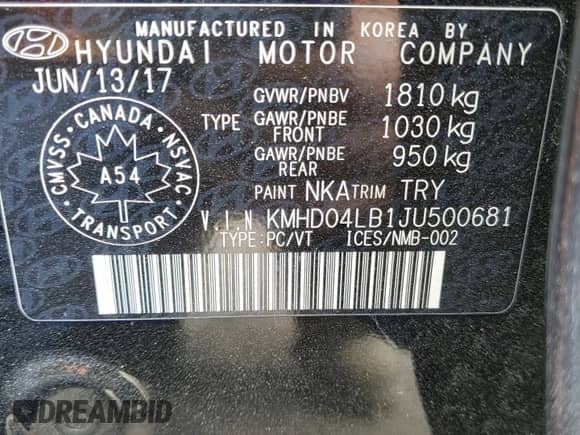 MANUFACTURED IN KOREA BY
HYUNDAI MOTOR COMPANY
JUN/13/17
GVWR/PNBV 1810 kg
TYPE GAWR/PNBE FRONT 1030 kg
GAWR/PNBE REAR 950 kg
PAINT NKA TRIM TRY
CMVSS · CANADA · NSVAC
A54
TRANSPORT
V.I.N KMHD04LB1JU500681
TYPE:PC/VT ICES/NMB-002
DREAMBID